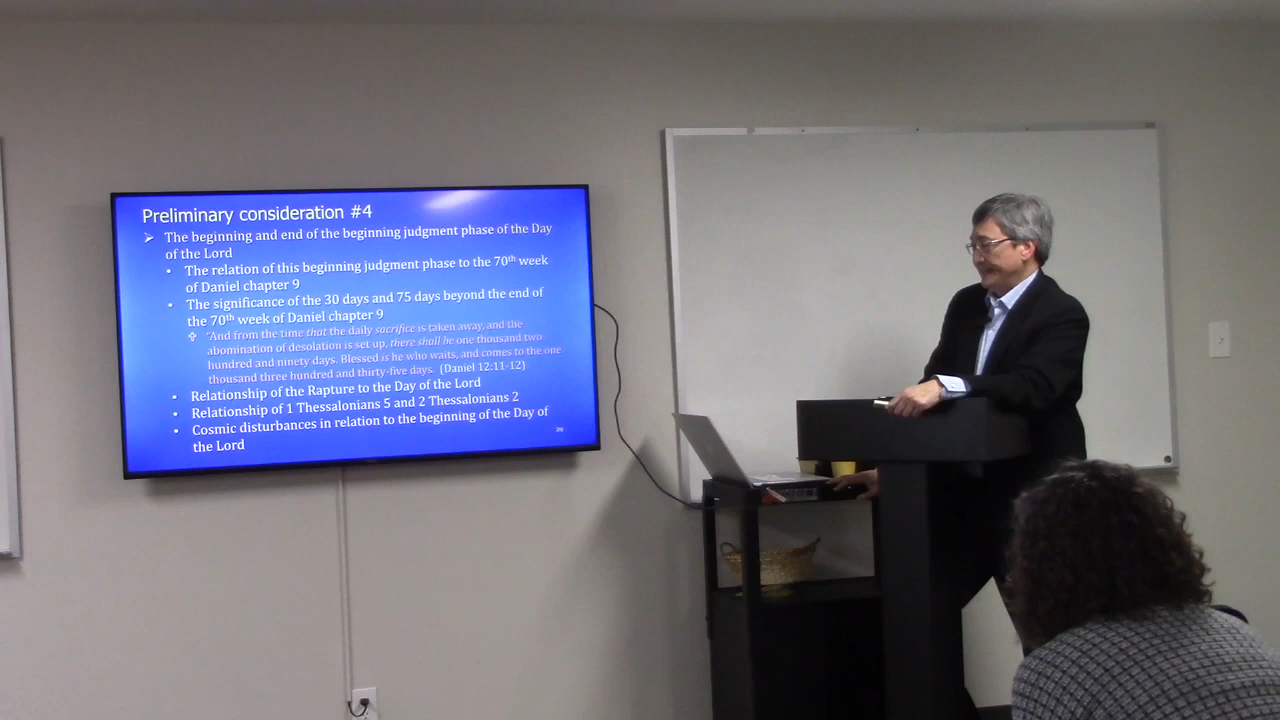 Preliminary consideration #4
➢ The beginning and end of the beginning judgment phase of the Day
of the Lord
• The relation of this beginning judgment phase to the 70th week
of Daniel chapter 9
• The significance of the 30 days and 75 days beyond the end of
the 70th week of Daniel chapter 9
✞ "And from the time that the daily sacrifice is taken away, and the
abomination of desolation is set up, there shall be one thousand two
hundred and ninety days. Blessed is he who waits, and comes to the one
thousand three hundred and thirty-five days. (Daniel 12:11-12)
• Relationship of the Rapture to the Day of the Lord
• Relationship of 1 Thessalonians 5 and 2 Thessalonians 2
• Cosmic disturbances in relation to the beginning of the Day of
the Lord
29